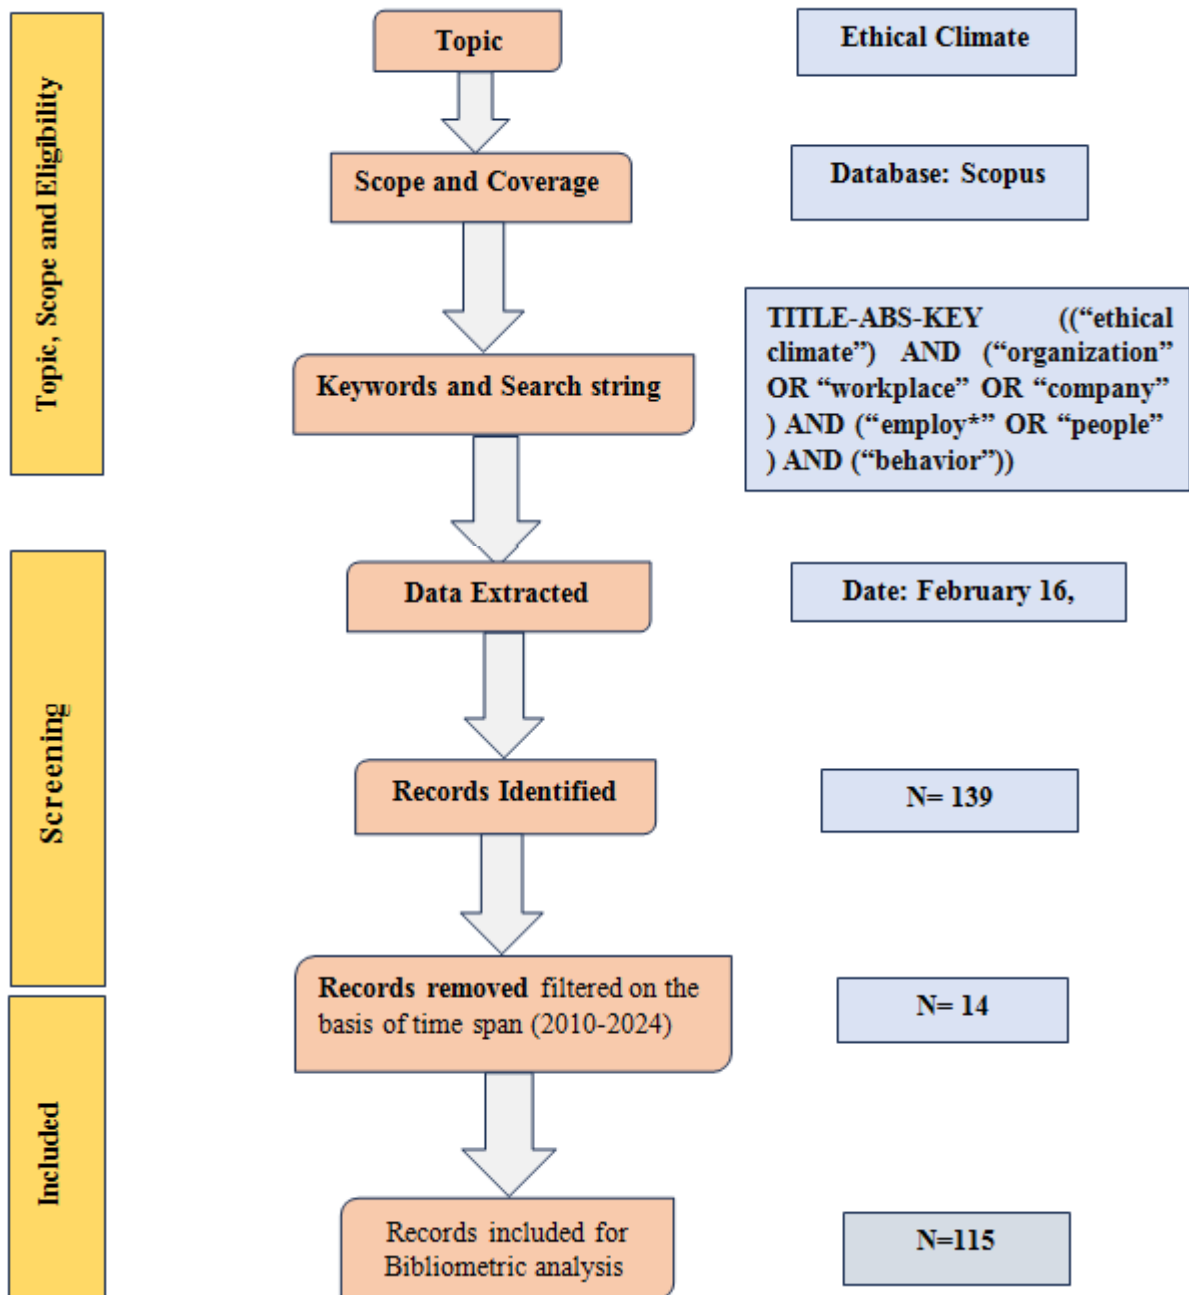 Topic, Scope and Eligibility
Topic
Ethical Climate
Scope and Coverage
Database: Scopus
Keywords and Search string
TITLE-ABS-KEY ((“ethical
climate”) AND (“organization”
OR “workplace” OR “company”
) AND (“employ*” OR “people”
) AND (“behavior”))
Screening
Data Extracted
Date: February 16,
Records Identified
N= 139
Records removed filtered on the
basis of time span (2010-2024)
N= 14
Included
Records included for
Bibliometric analysis
N=115